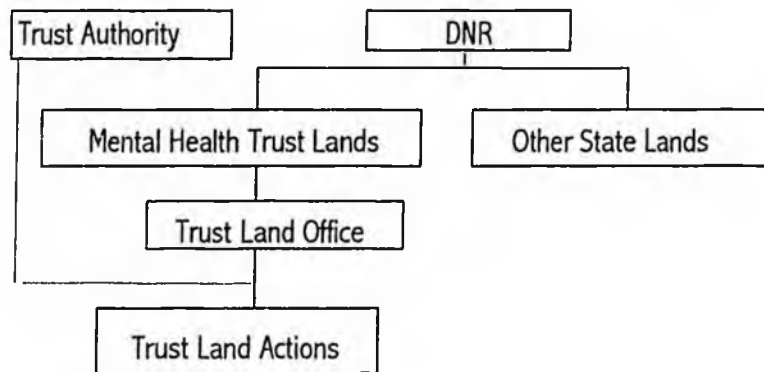 Trust Authority
DNR
Mental Health Trust Lands
Other State Lands
Trust Land Office
Trust Land Actions